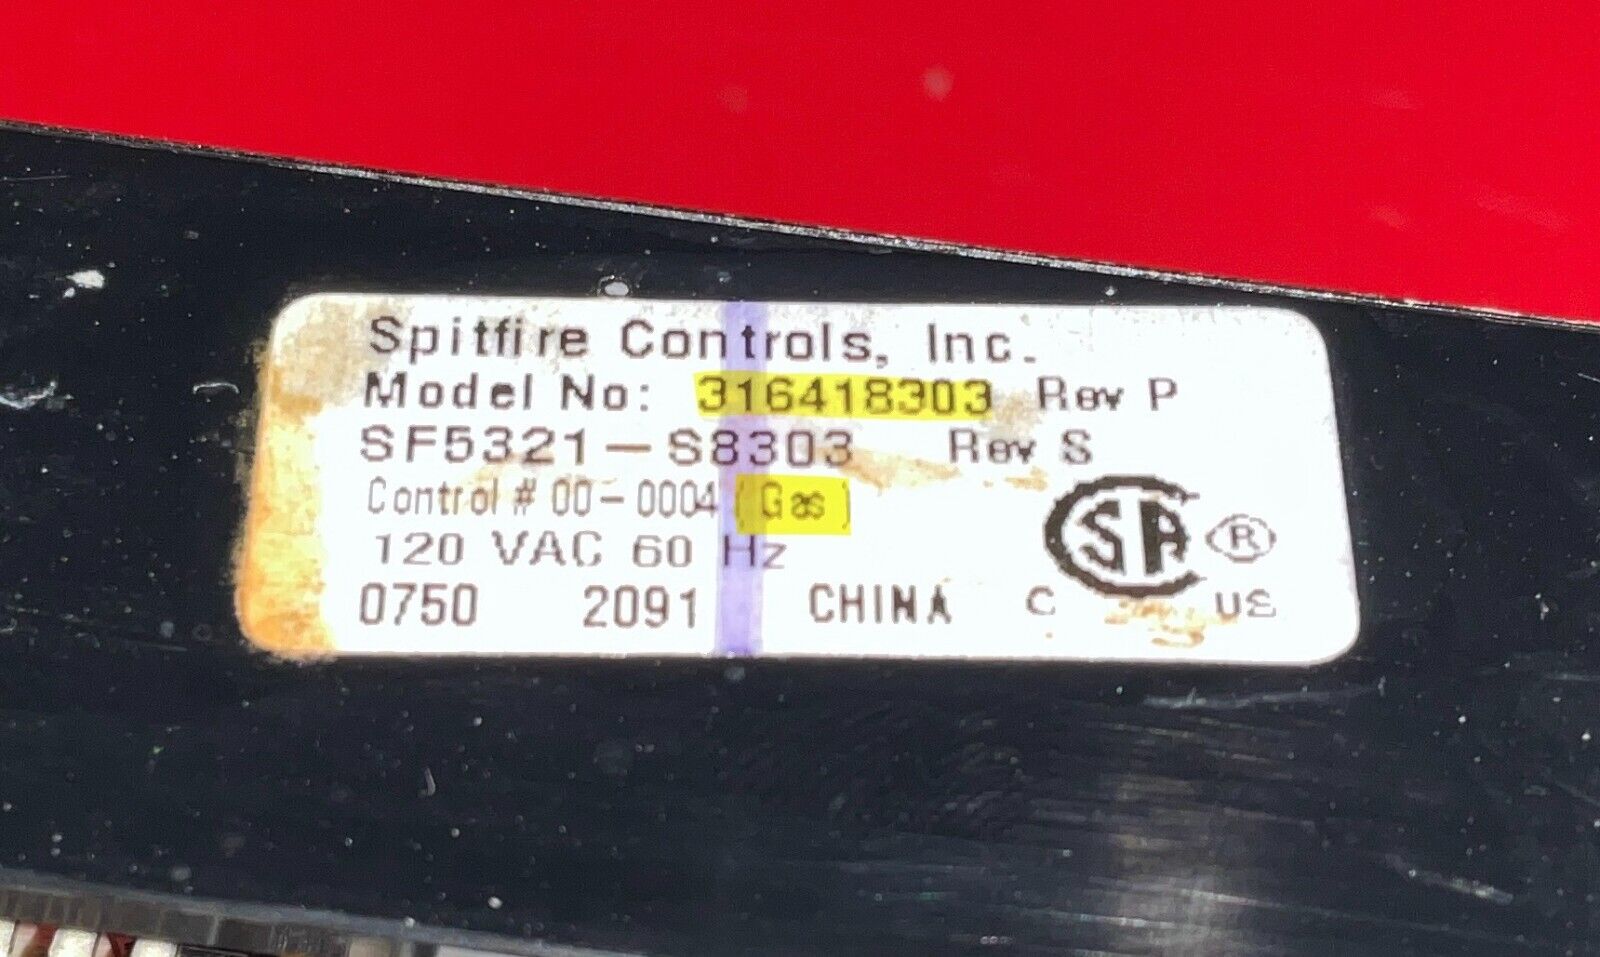 Spitfire Controls, Inc.
Model No: 316418303 Rev P
SF5321-S8303 Rev S
Control # 00-0004 (Gas)
120 VAC 60 Hz
0750 2091 CHINA
C SA ® US